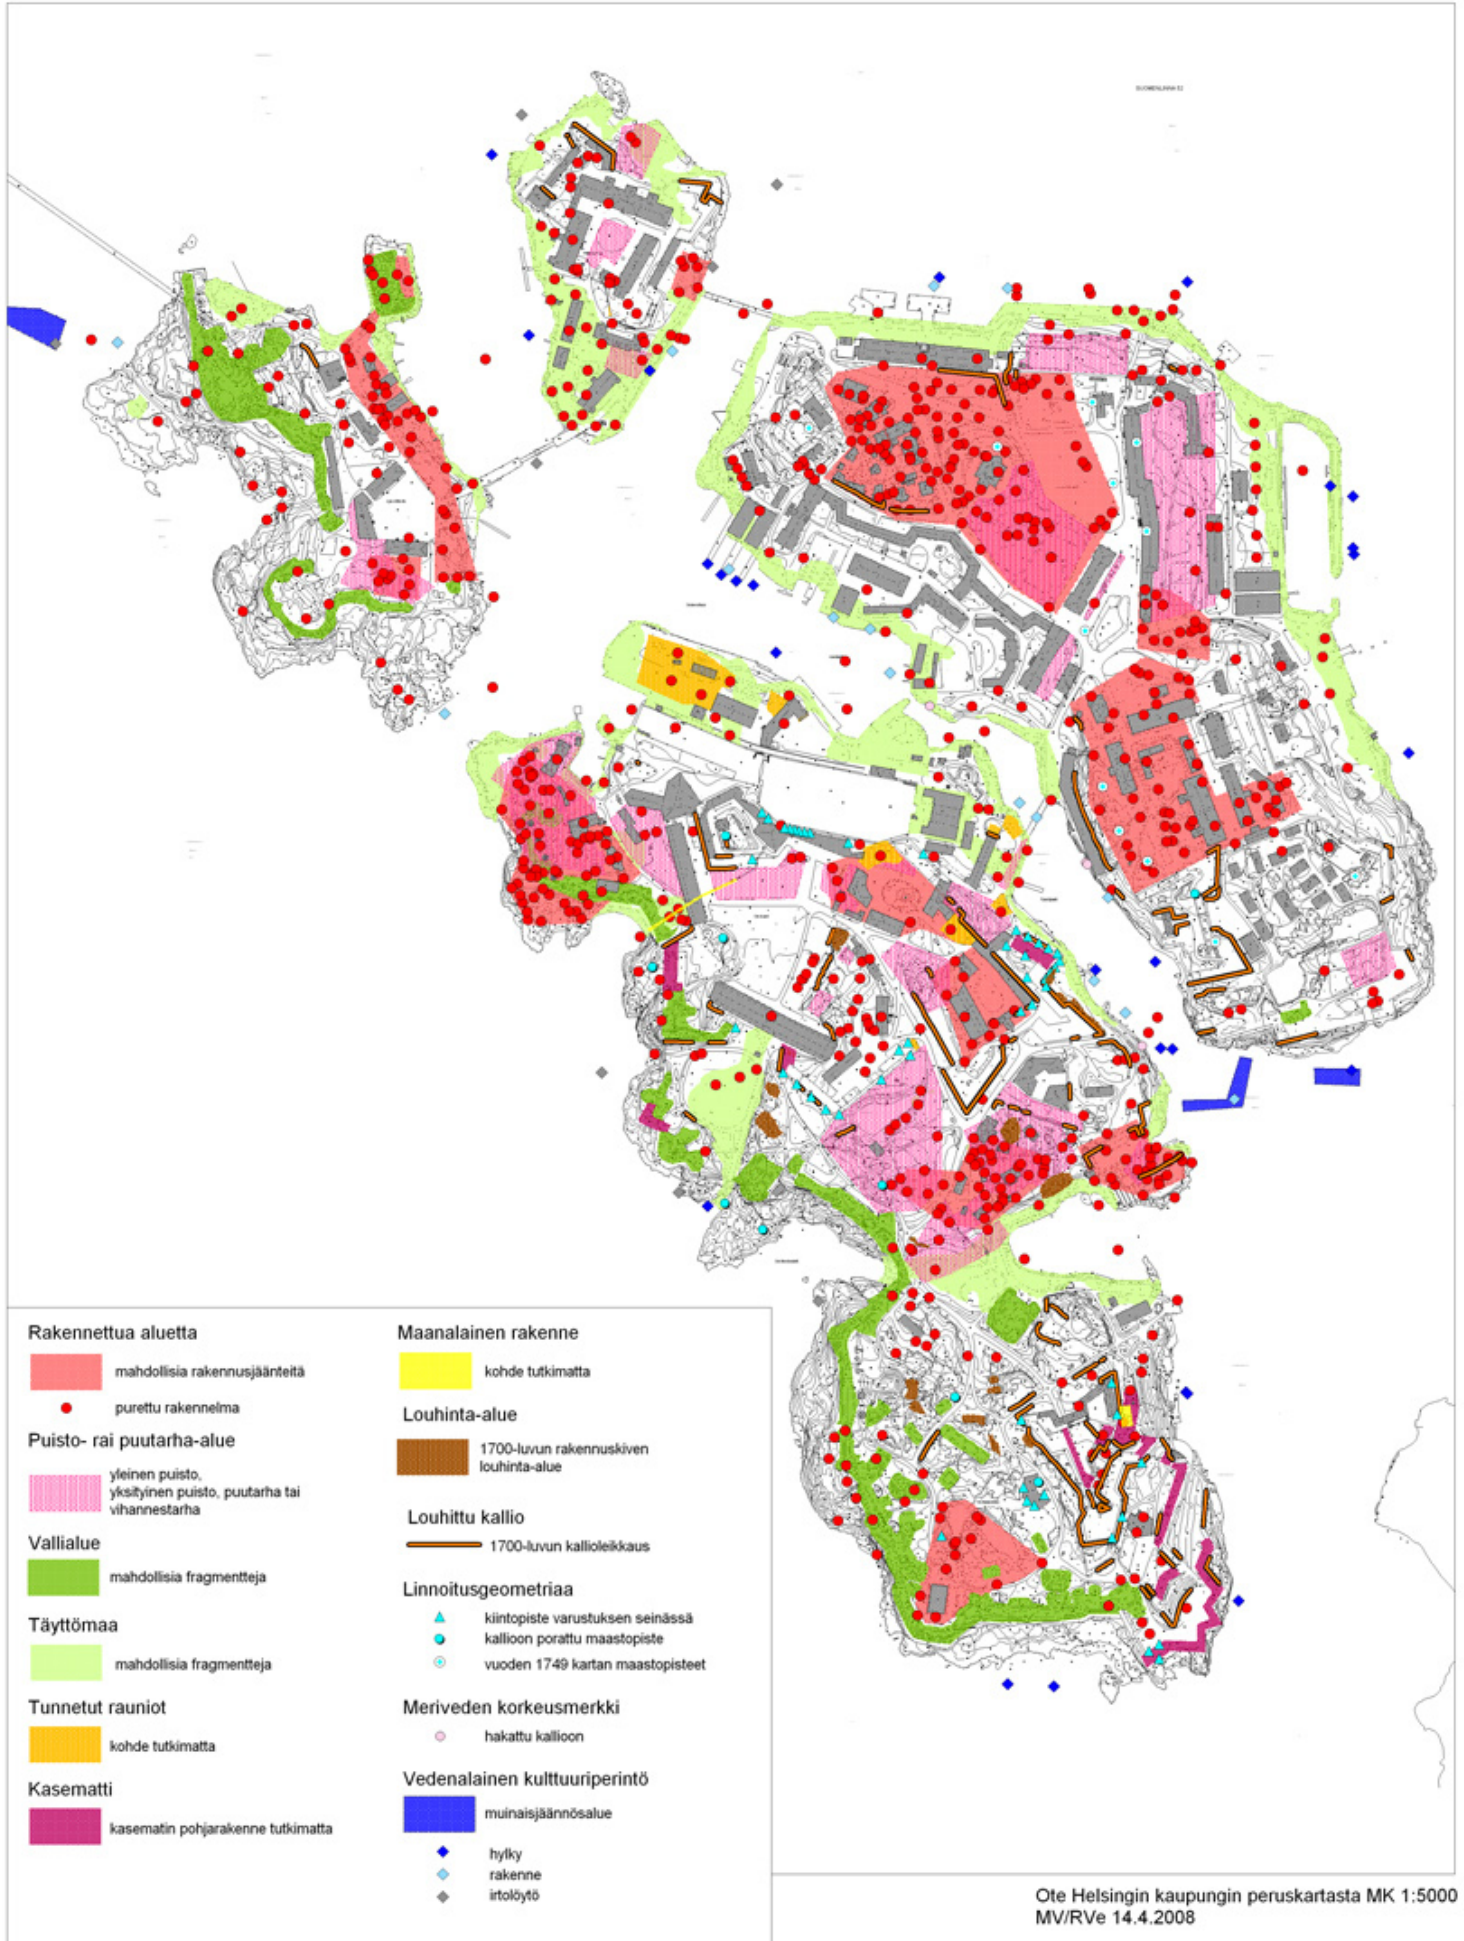 SUOMENLINNA 52
Rakennettua aluetta
mahdollisia rakennusjäänteitä
purettu rakennelma
Puisto- rai puutarha-alue
yleinen puisto,
yksityinen puisto, puutarha tai
vihannestarha
Vallialue
mahdollisia fragmentteja
Täyttömaa
mahdollisia fragmentteja
Tunnetut rauniot
kohde tutkimatta
Kasematti
kasematin pohjarakenne tutkimatta
Maanalainen rakenne
kohde tutkimatta
Louhinta-alue
1700-luvun rakennuskiven
louhinta-alue
Louhittu kallio
1700-luvun kallioleikkaus
Linnoitusgeometriaa
kiintopiste varustuksen seinässä
kallioon porattu maastopiste
vuoden 1749 kartan maastopisteet
Meriveden korkeusmerkki
hakattu kallioon
Vedenalainen kulttuuriperintö
muinaisjäännösalue
hylky
rakenne
irtolöytö
Ote Helsingin kaupungin peruskartasta MK 1:5000
MV/RVe 14.4.2008